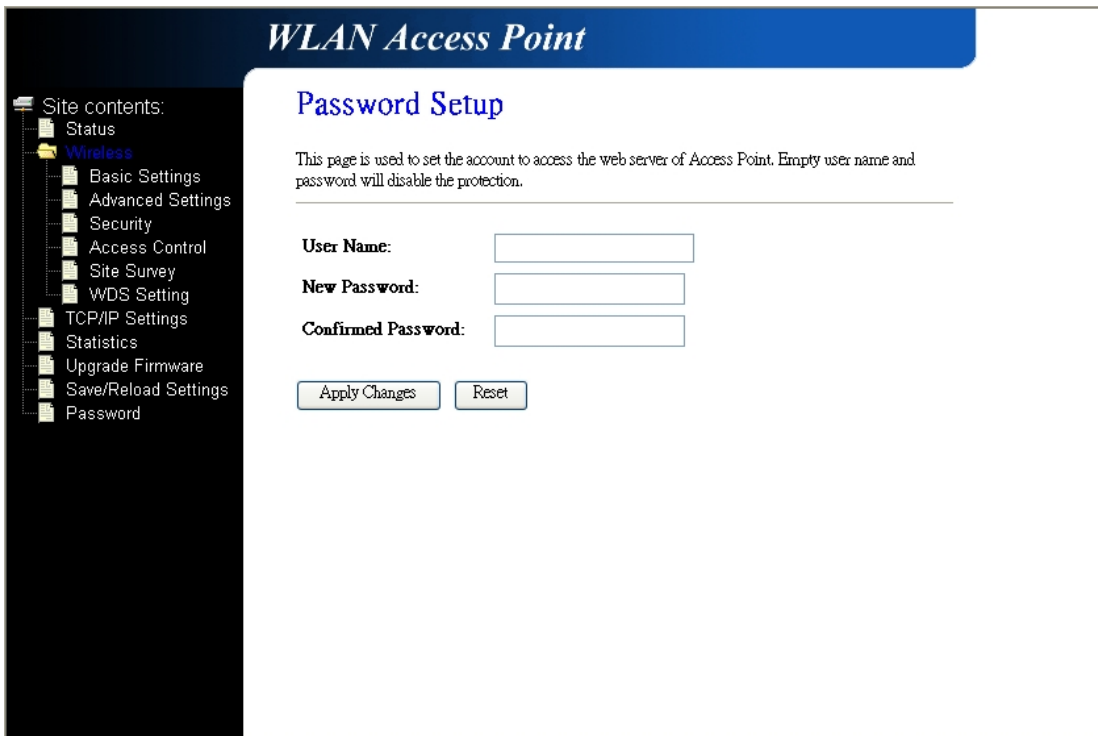 WLAN Access Point
Site contents:
Status
Wireless
Basic Settings
Advanced Settings
Security
Access Control
Site Survey
WDS Setting
TCP/IP Settings
Statistics
Upgrade Firmware
Save/Reload Settings
Password
Password Setup
This page is used to set the account to access the web server of Access Point. Empty user name and
password will disable the protection.
User Name:
New Password:
Confirmed Password:
Apply Changes Reset